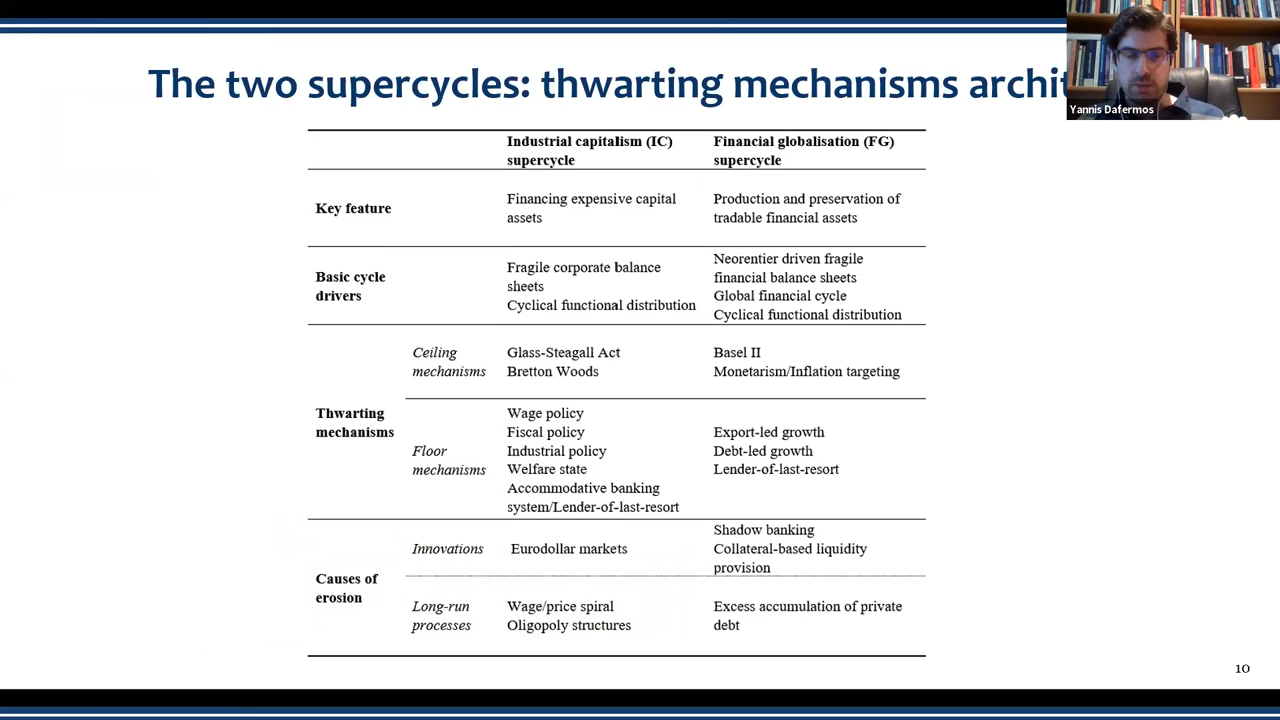 The two supercycles: thwarting mechanisms archit
Yannis Dafermos
Industrial capitalism (IC)
supercycle
Financial globalisation (FG)
supercycle
Key feature
Financing expensive capital
assets
Production and preservation of
tradable financial assets
Basic cycle
drivers
Fragile corporate balance
sheets
Cyclical functional distribution
Neorentier driven fragile
financial balance sheets
Global financial cycle
Cyclical functional distribution
Thwarting
mechanisms
Ceiling
mechanisms
Glass-Steagall Act
Bretton Woods
Basel II
Monetarism/Inflation targeting
Floor
mechanisms
Wage policy
Fiscal policy
Industrial policy
Welfare state
Accommodative banking
system/Lender-of-last-resort
Export-led growth
Debt-led growth
Lender-of-last-resort
Causes of
erosion
Innovations
Eurodollar markets
Shadow banking
Collateral-based liquidity
provision
Long-run
processes
Wage/price spiral
Oligopoly structures
Excess accumulation of private
debt
10